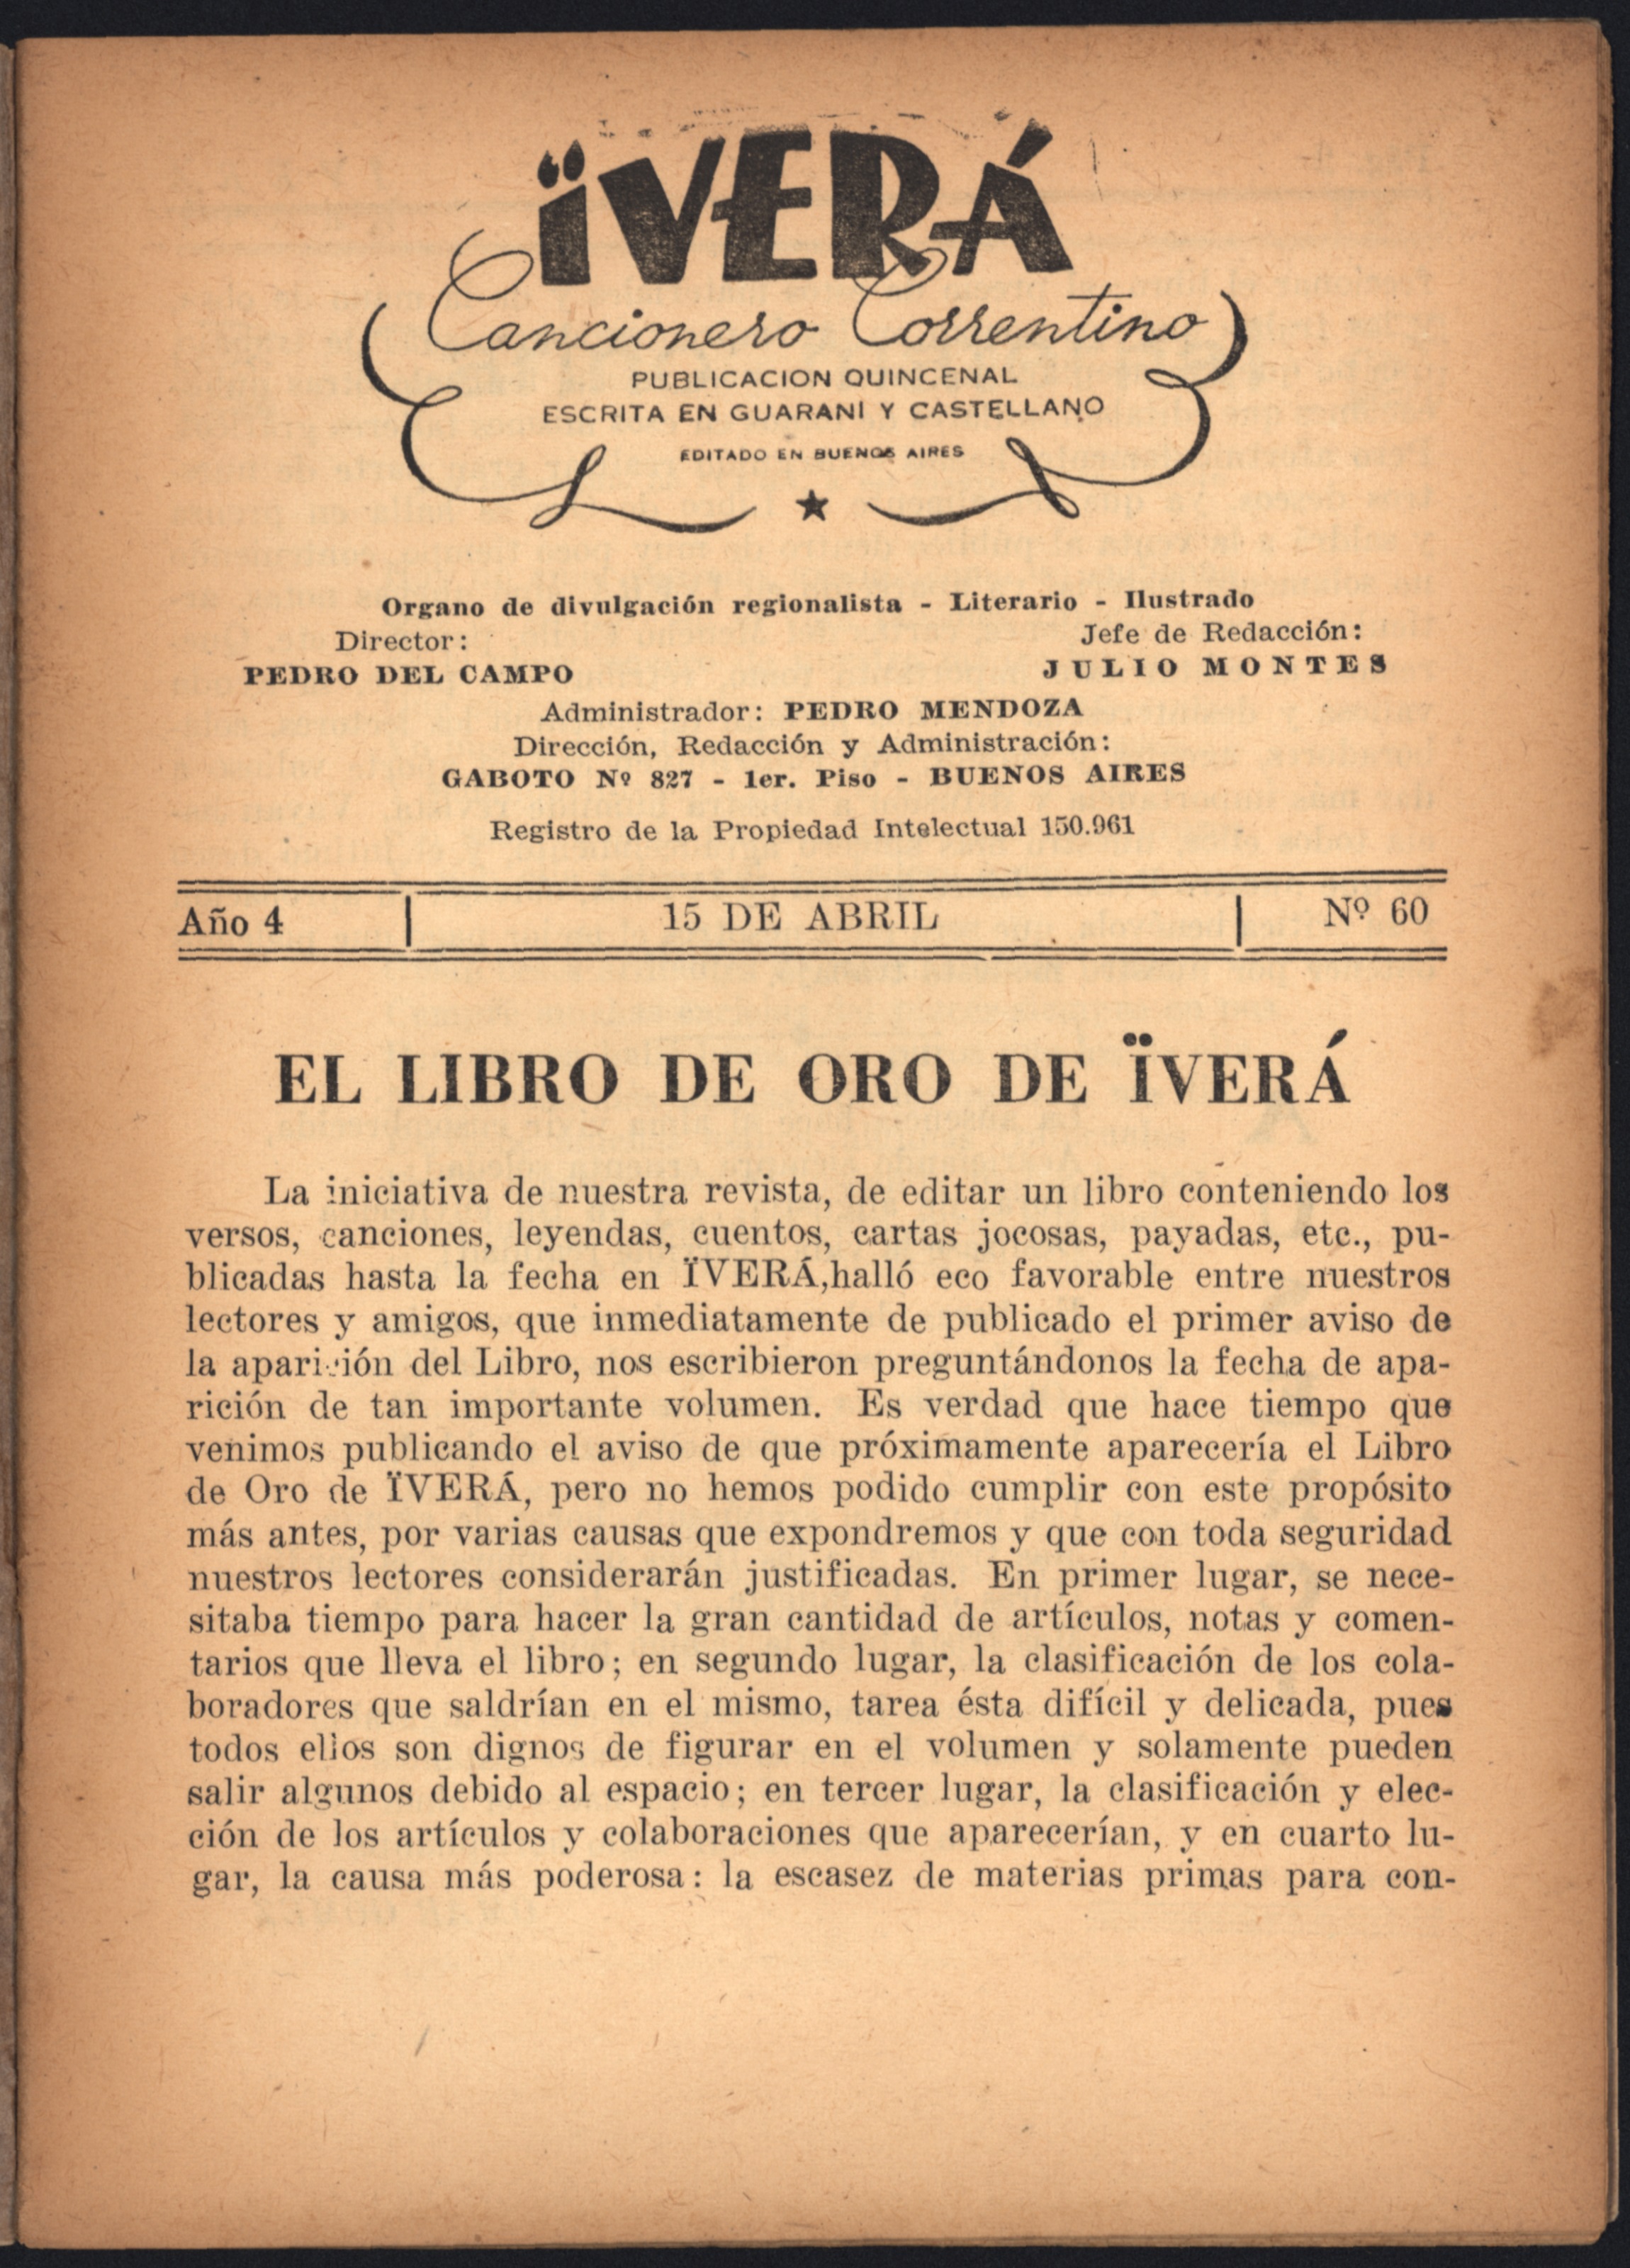 ÏVERÁ
Cancionero Correntino
PUBLICACION QUINCENAL
ESCRITA EN GUARANI Y CASTELLANO
EDITADO EN BUENOS AIRES
Organo de divulgación regionalista - Literario - Ilustrado
Director: Jefe de Redacción:
PEDRO DEL CAMPO JULIO MONTES
Administrador: PEDRO MENDOZA
Dirección, Redacción y Administración:
GABOTO Nº 827 - 1er. Piso - BUENOS AIRES
Registro de la Propiedad Intelectual 150.961
Año 4 15 DE ABRIL Nº 60
EL LIBRO DE ORO DE ÏVERÁ
La iniciativa de nuestra revista, de editar un libro conteniendo los
versos, canciones, leyendas, cuentos, cartas jocosas, payadas, etc., pu-
blicadas hasta la fecha en ÏVERÁ,halló eco favorable entre nuestros
lectores y amigos, que inmediatamente de publicado el primer aviso de
la aparición del Libro, nos escribieron preguntándonos la fecha de apa-
rición de tan importante volumen. Es verdad que hace tiempo que
venimos publicando el aviso de que próximamente aparecería el Libro
de Oro de ÏVERÁ, pero no hemos podido cumplir con este propósito
más antes, por varias causas que expondremos y que con toda seguridad
nuestros lectores considerarán justificadas. En primer lugar, se nece-
sitaba tiempo para hacer la gran cantidad de artículos, notas y comen-
tarios que lleva el libro; en segundo lugar, la clasificación de los cola-
boradores que saldrían en el mismo, tarea ésta difícil y delicada, pues
todos ellos son dignos de figurar en el volumen y solamente pueden
salir algunos debido al espacio; en tercer lugar, la clasificación y elec-
ción de los artículos y colaboraciones que aparecerían, y en cuarto lu-
gar, la causa más poderosa: la escasez de materias primas para con-